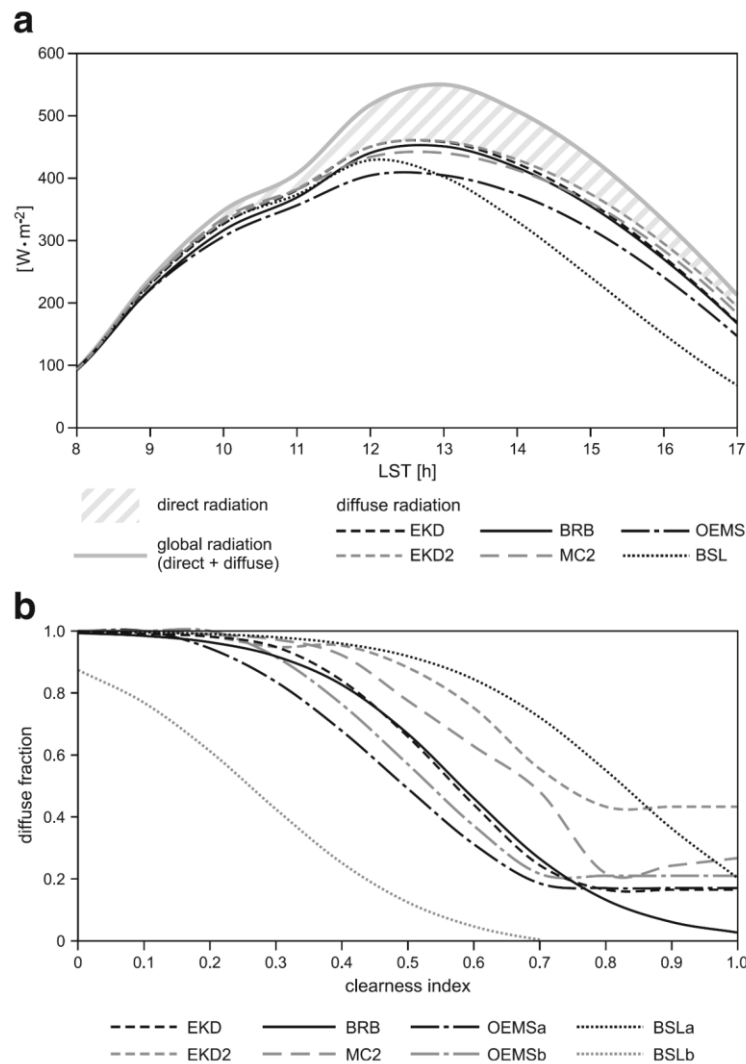 a
600
500
400
300
200
100
0
[W·m-2]
8 9 10 11 12 13 14 15 16 17
LST [h]
direct radiation
global radiation
(direct + diffuse)
diffuse radiation
EKD BRB OEMS
EKD2 MC2 BSL
b
1.0
0.8
0.6
0.4
0.2
0
diffuse fraction
0 0.1 0.2 0.3 0.4 0.5 0.6 0.7 0.8 0.9 1.0
clearness index
EKD BRB OEMSa BSLa
EKD2 MC2 OEMSb BSLb